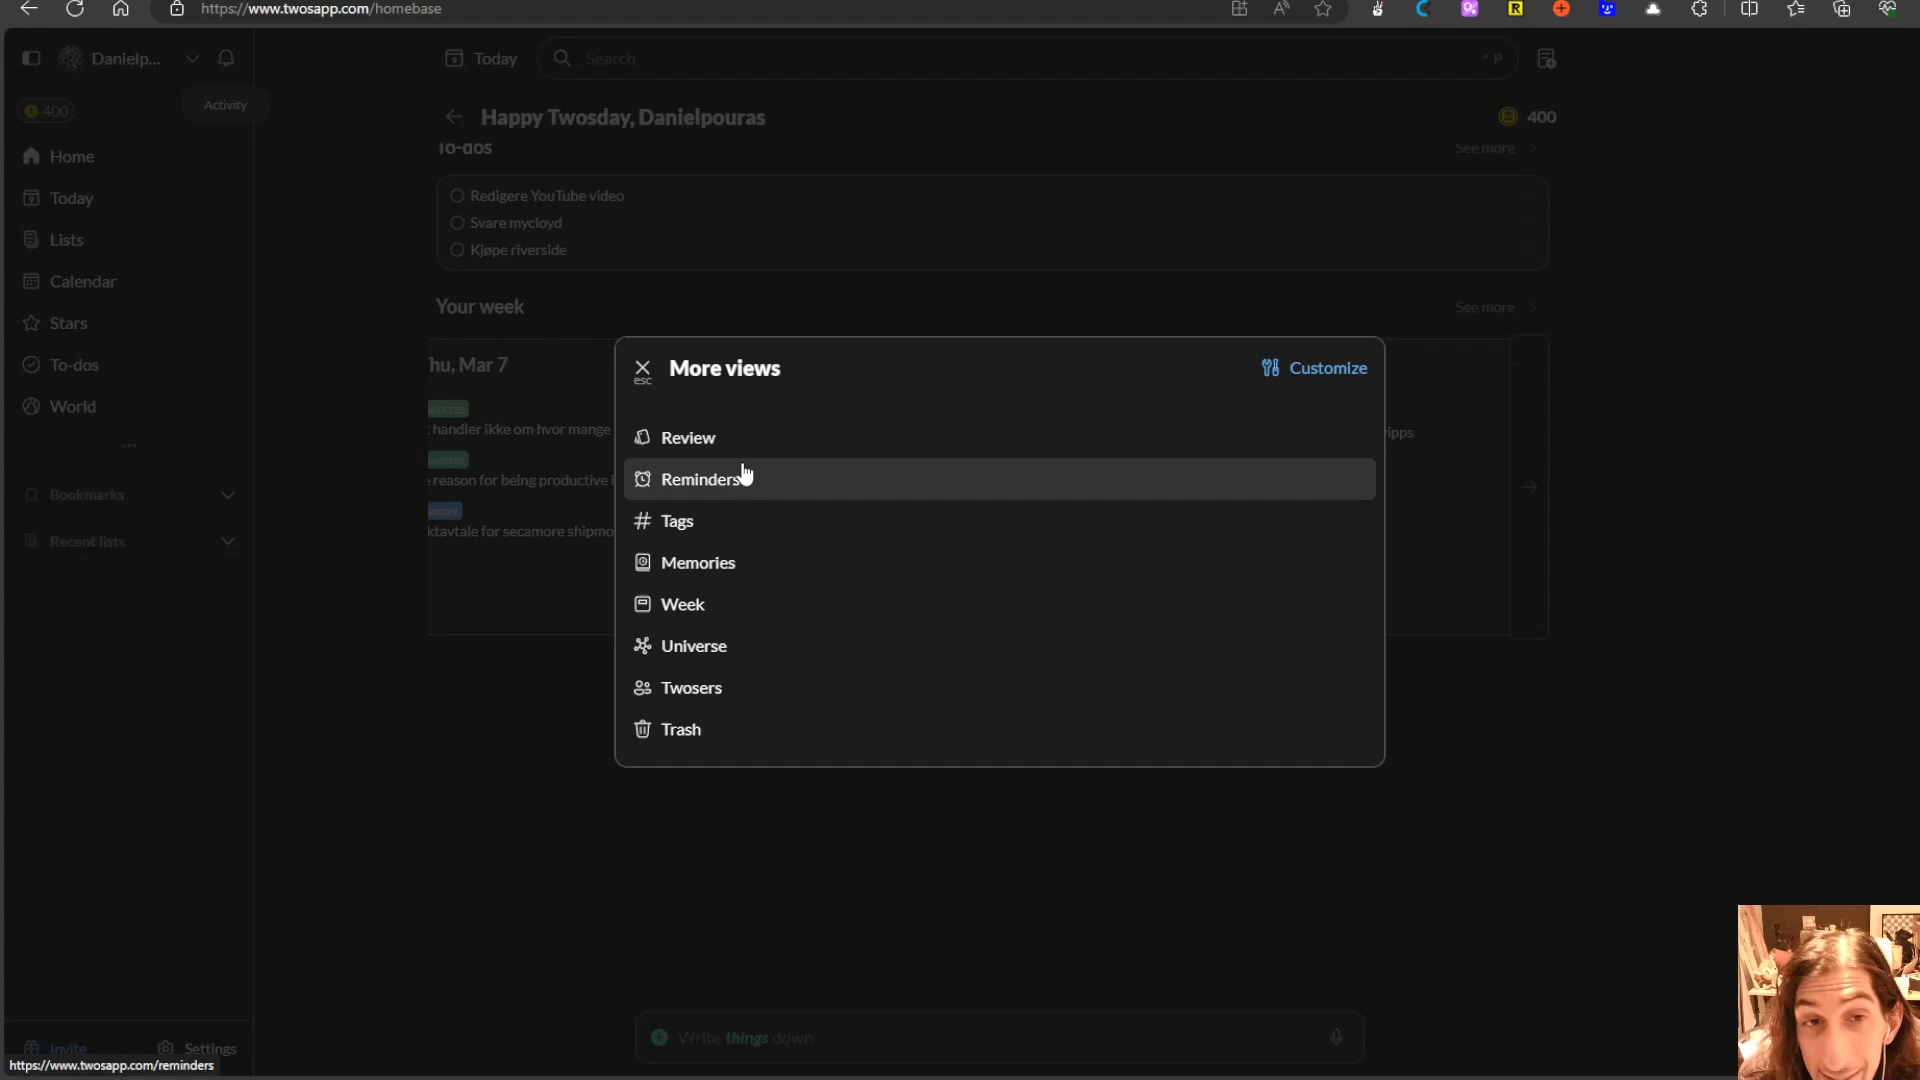 https://www.twosapp.com/homebase
Danielp...
Today
Search
^ P
400
Activity
Happy Twosday, Danielpouras
400
Home
To-dos
See more
Today
Redigere YouTube video
Svare mycloyd
Lists
Kjøpe riverside
Calendar
Your week
See more
Stars
To-dos
Thu, Mar 7
esc
More views
Customize
World
handler ikke om hvor mange
ipps
...
Review
Bookmarks
reason for being productive i
Reminders
Tags
Recent lists
ktavtale for secamore shipmo
Memories
Week
Universe
Twosers
Trash
Write things down
Invite
Settings
https://www.twosapp.com/reminders